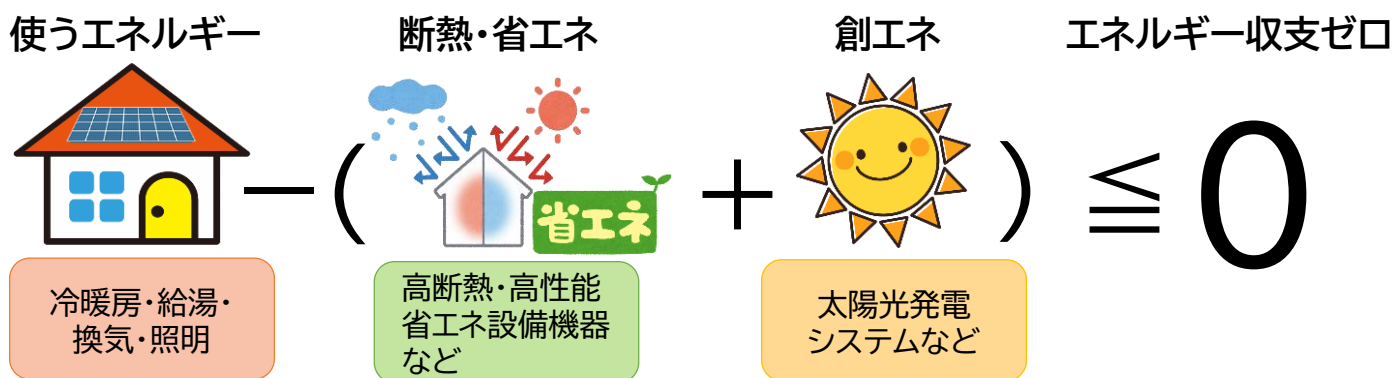 使うエネルギー
断熱・省エネ
創エネ
エネルギー収支ゼロ
－(
省エネ
＋
)
≦
0
冷暖房・給湯・
換気・照明
高断熱・高性能
省エネ設備機器
など
太陽光発電
システムなど